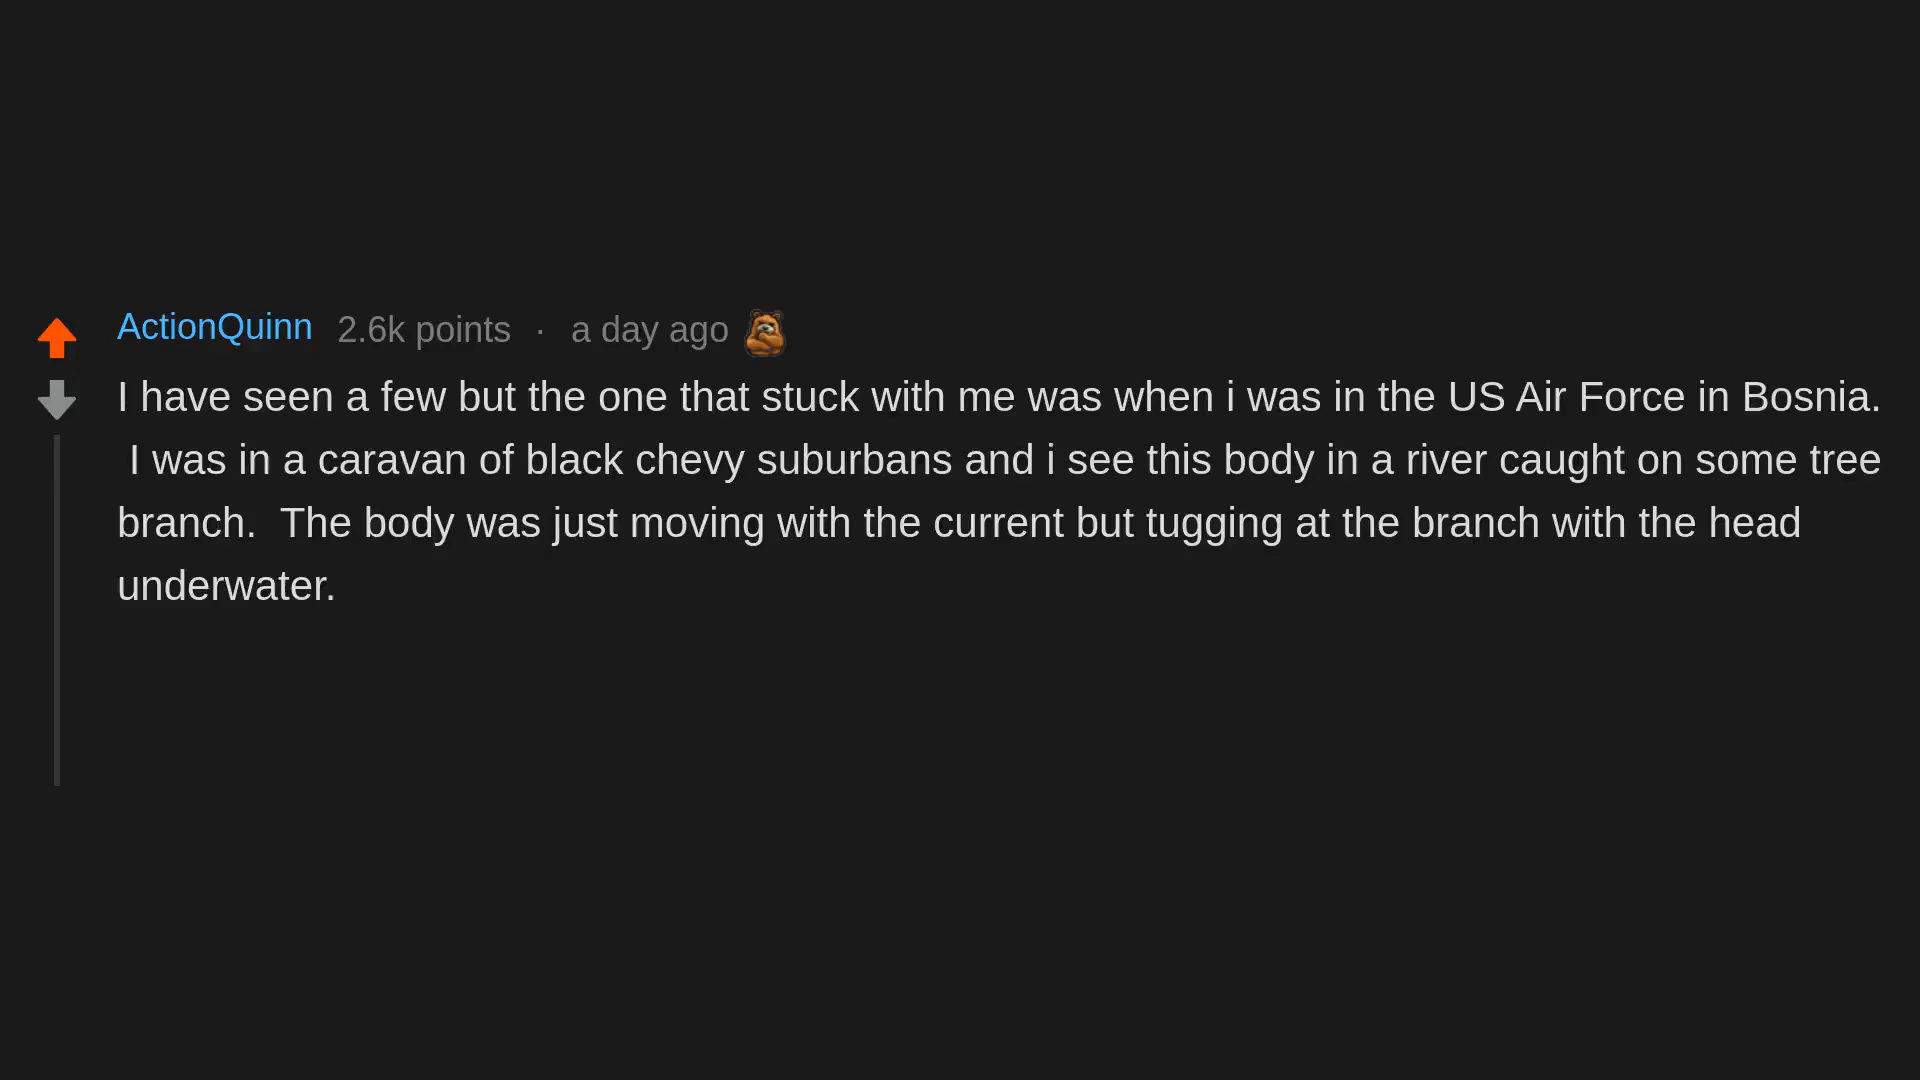 ActionQuinn 2.6k points · a day ago
I have seen a few but the one that stuck with me was when i was in the US Air Force in Bosnia.
I was in a caravan of black chevy suburbans and i see this body in a river caught on some tree
branch.  The body was just moving with the current but tugging at the branch with the head
underwater.